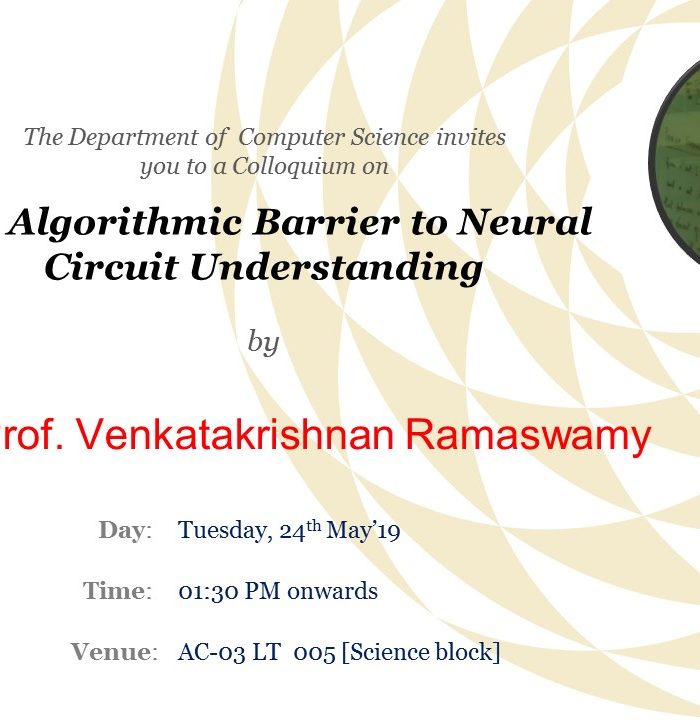 The Department of Computer Science invites
you to a Colloquium on
Algorithmic Barrier to Neural
Circuit Understanding
by
rof. Venkatakrishnan Ramaswamy
Day: Tuesday, 24th May'19
Time: 01:30 PM onwards
Venue: AC-03 LT 005 [Science block]